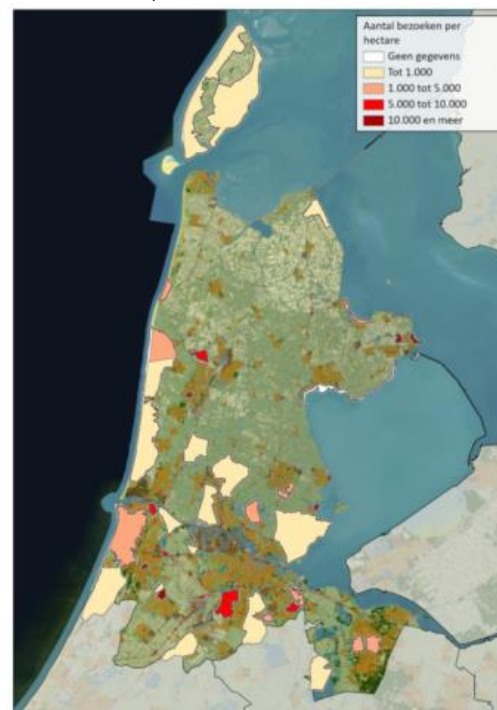 Aantal bezoeken per
hectare
Geen gegevens
Tot 1.000
1.000 tot 5.000
5.000 tot 10.000
10.000 en meer